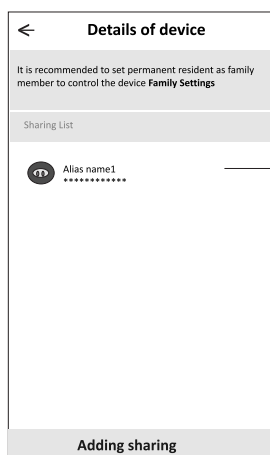 Details of device
It is recommended to set permanent resident as family
member to control the device Family Settings
Sharing List
Alias name1
************
Adding sharing